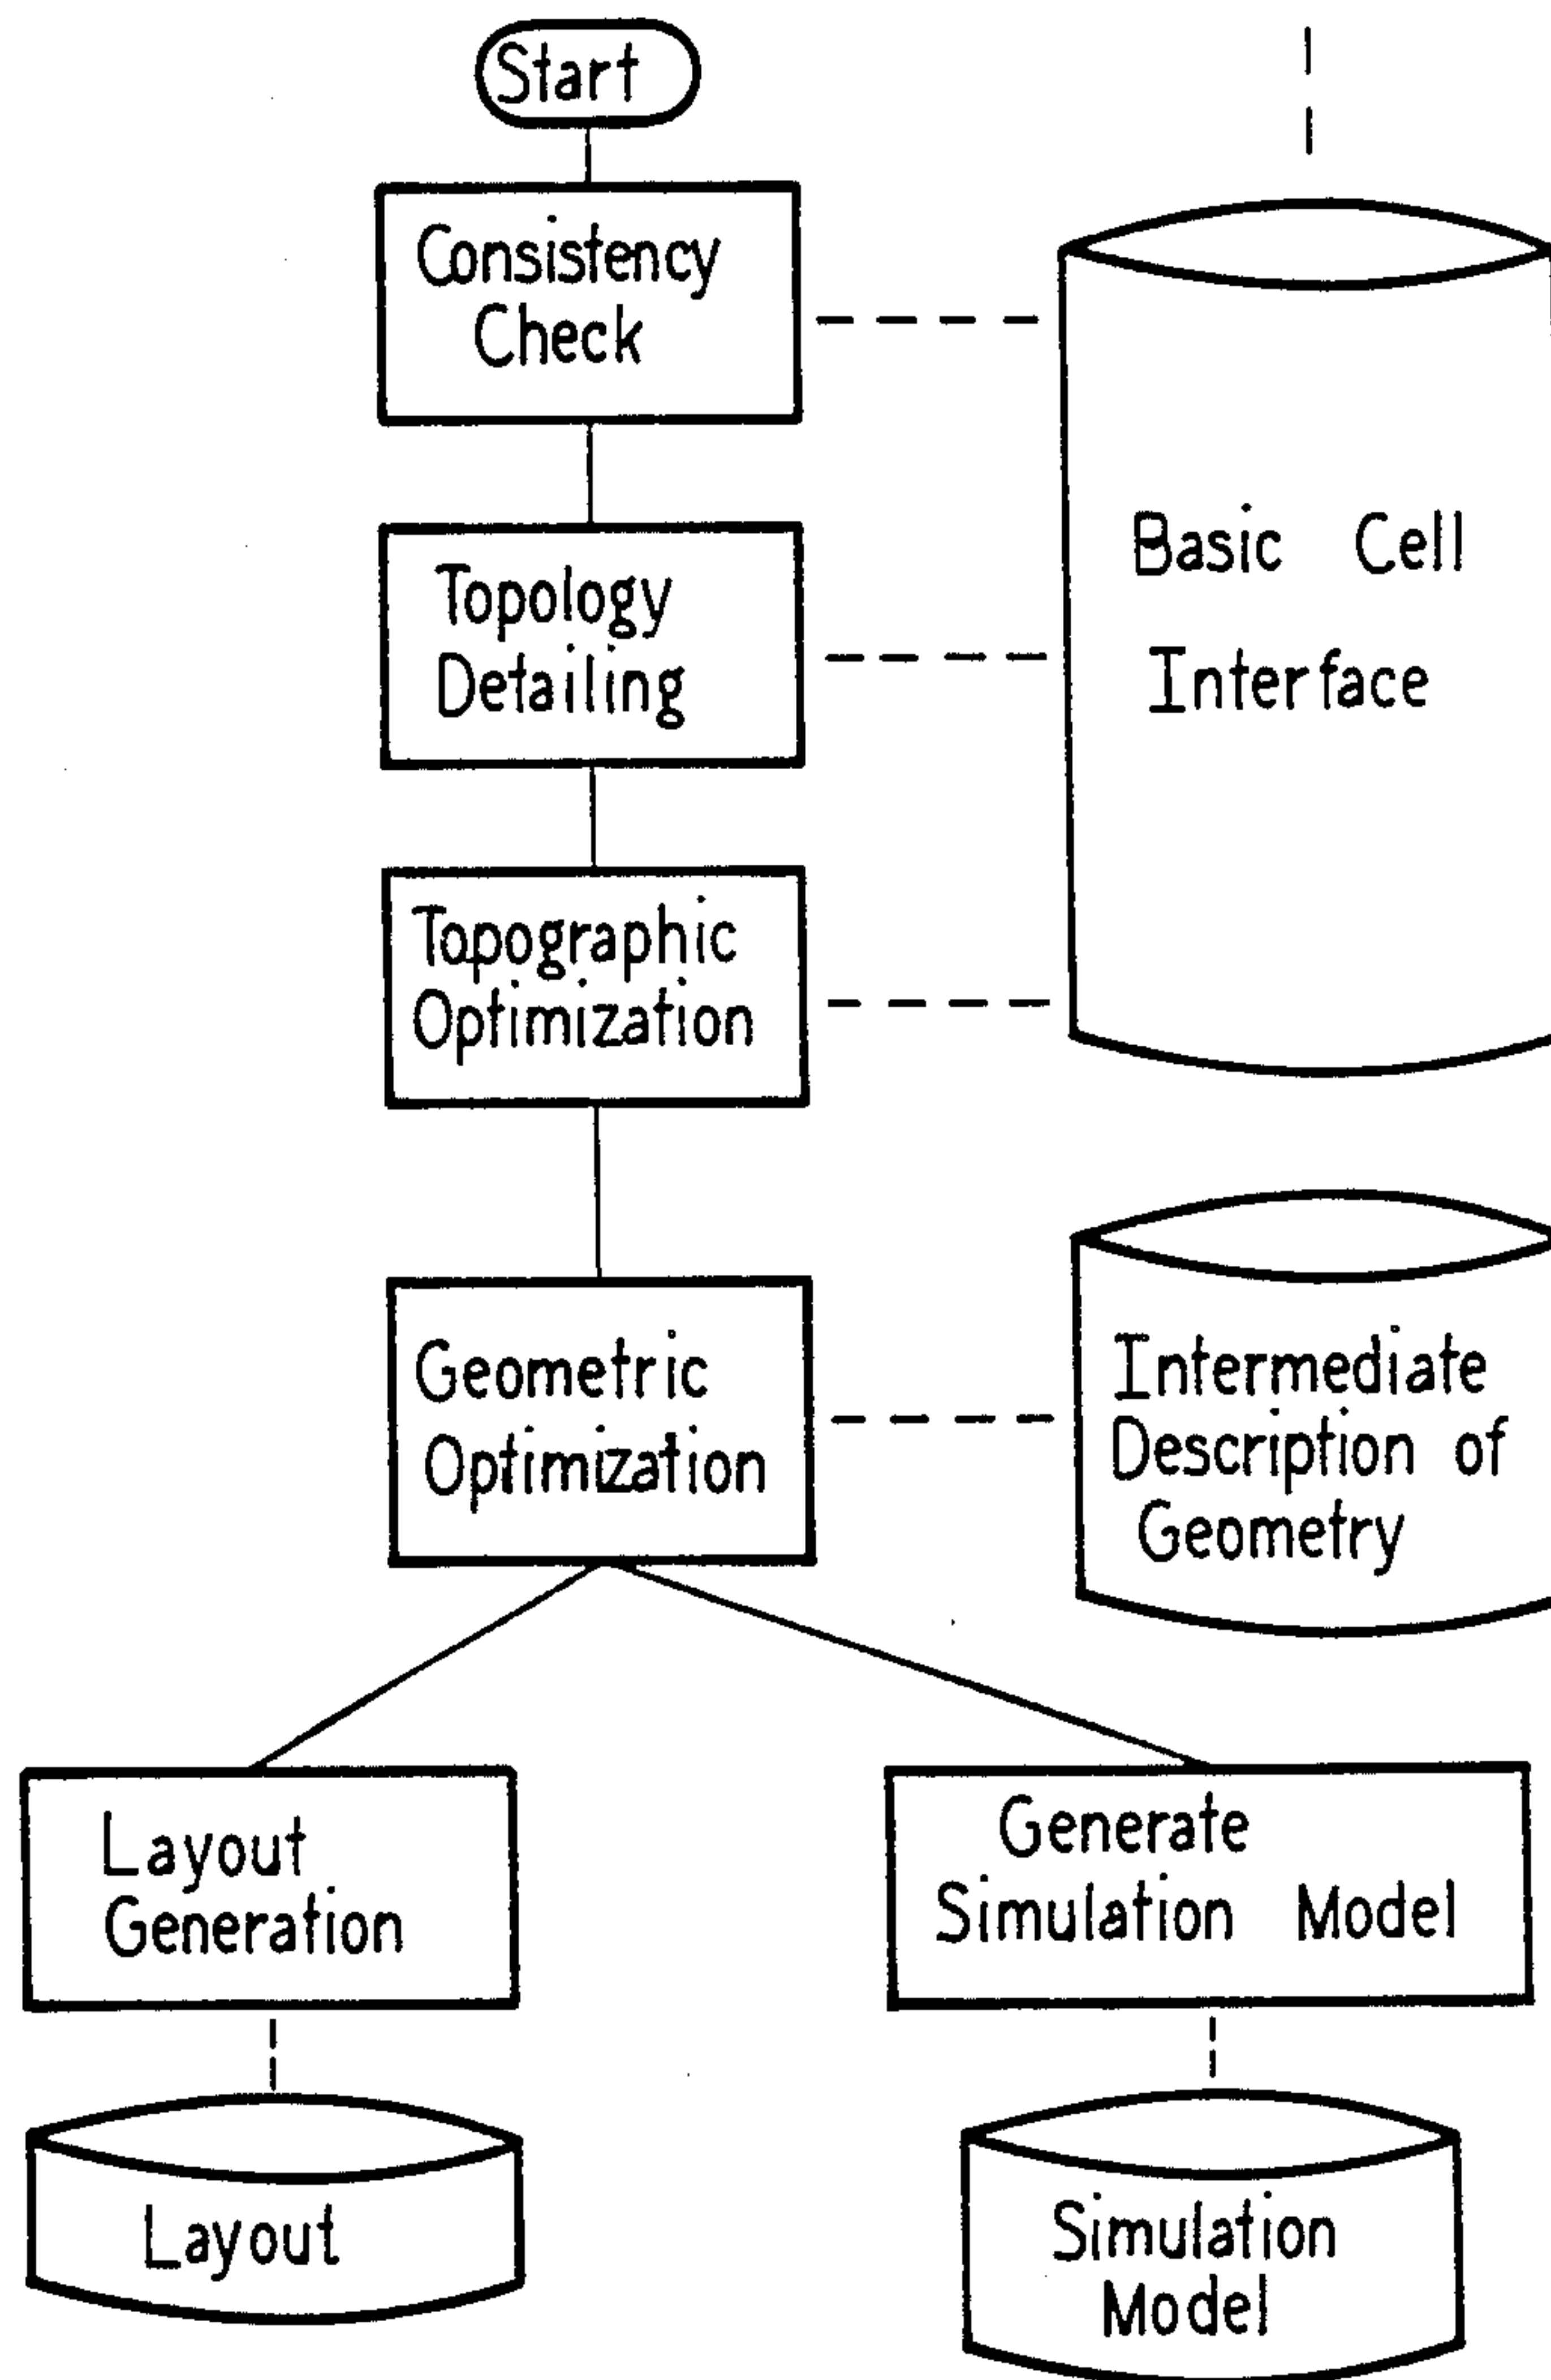 Start
Consistency
Check
Topology
Detailing
Basic Cell
Interface
Topographic
Optimization
Geometric
Optimization
Intermediate
Description of
Geometry
Layout
Generation
Generate
Simulation Model
Layout
Simulation
Model